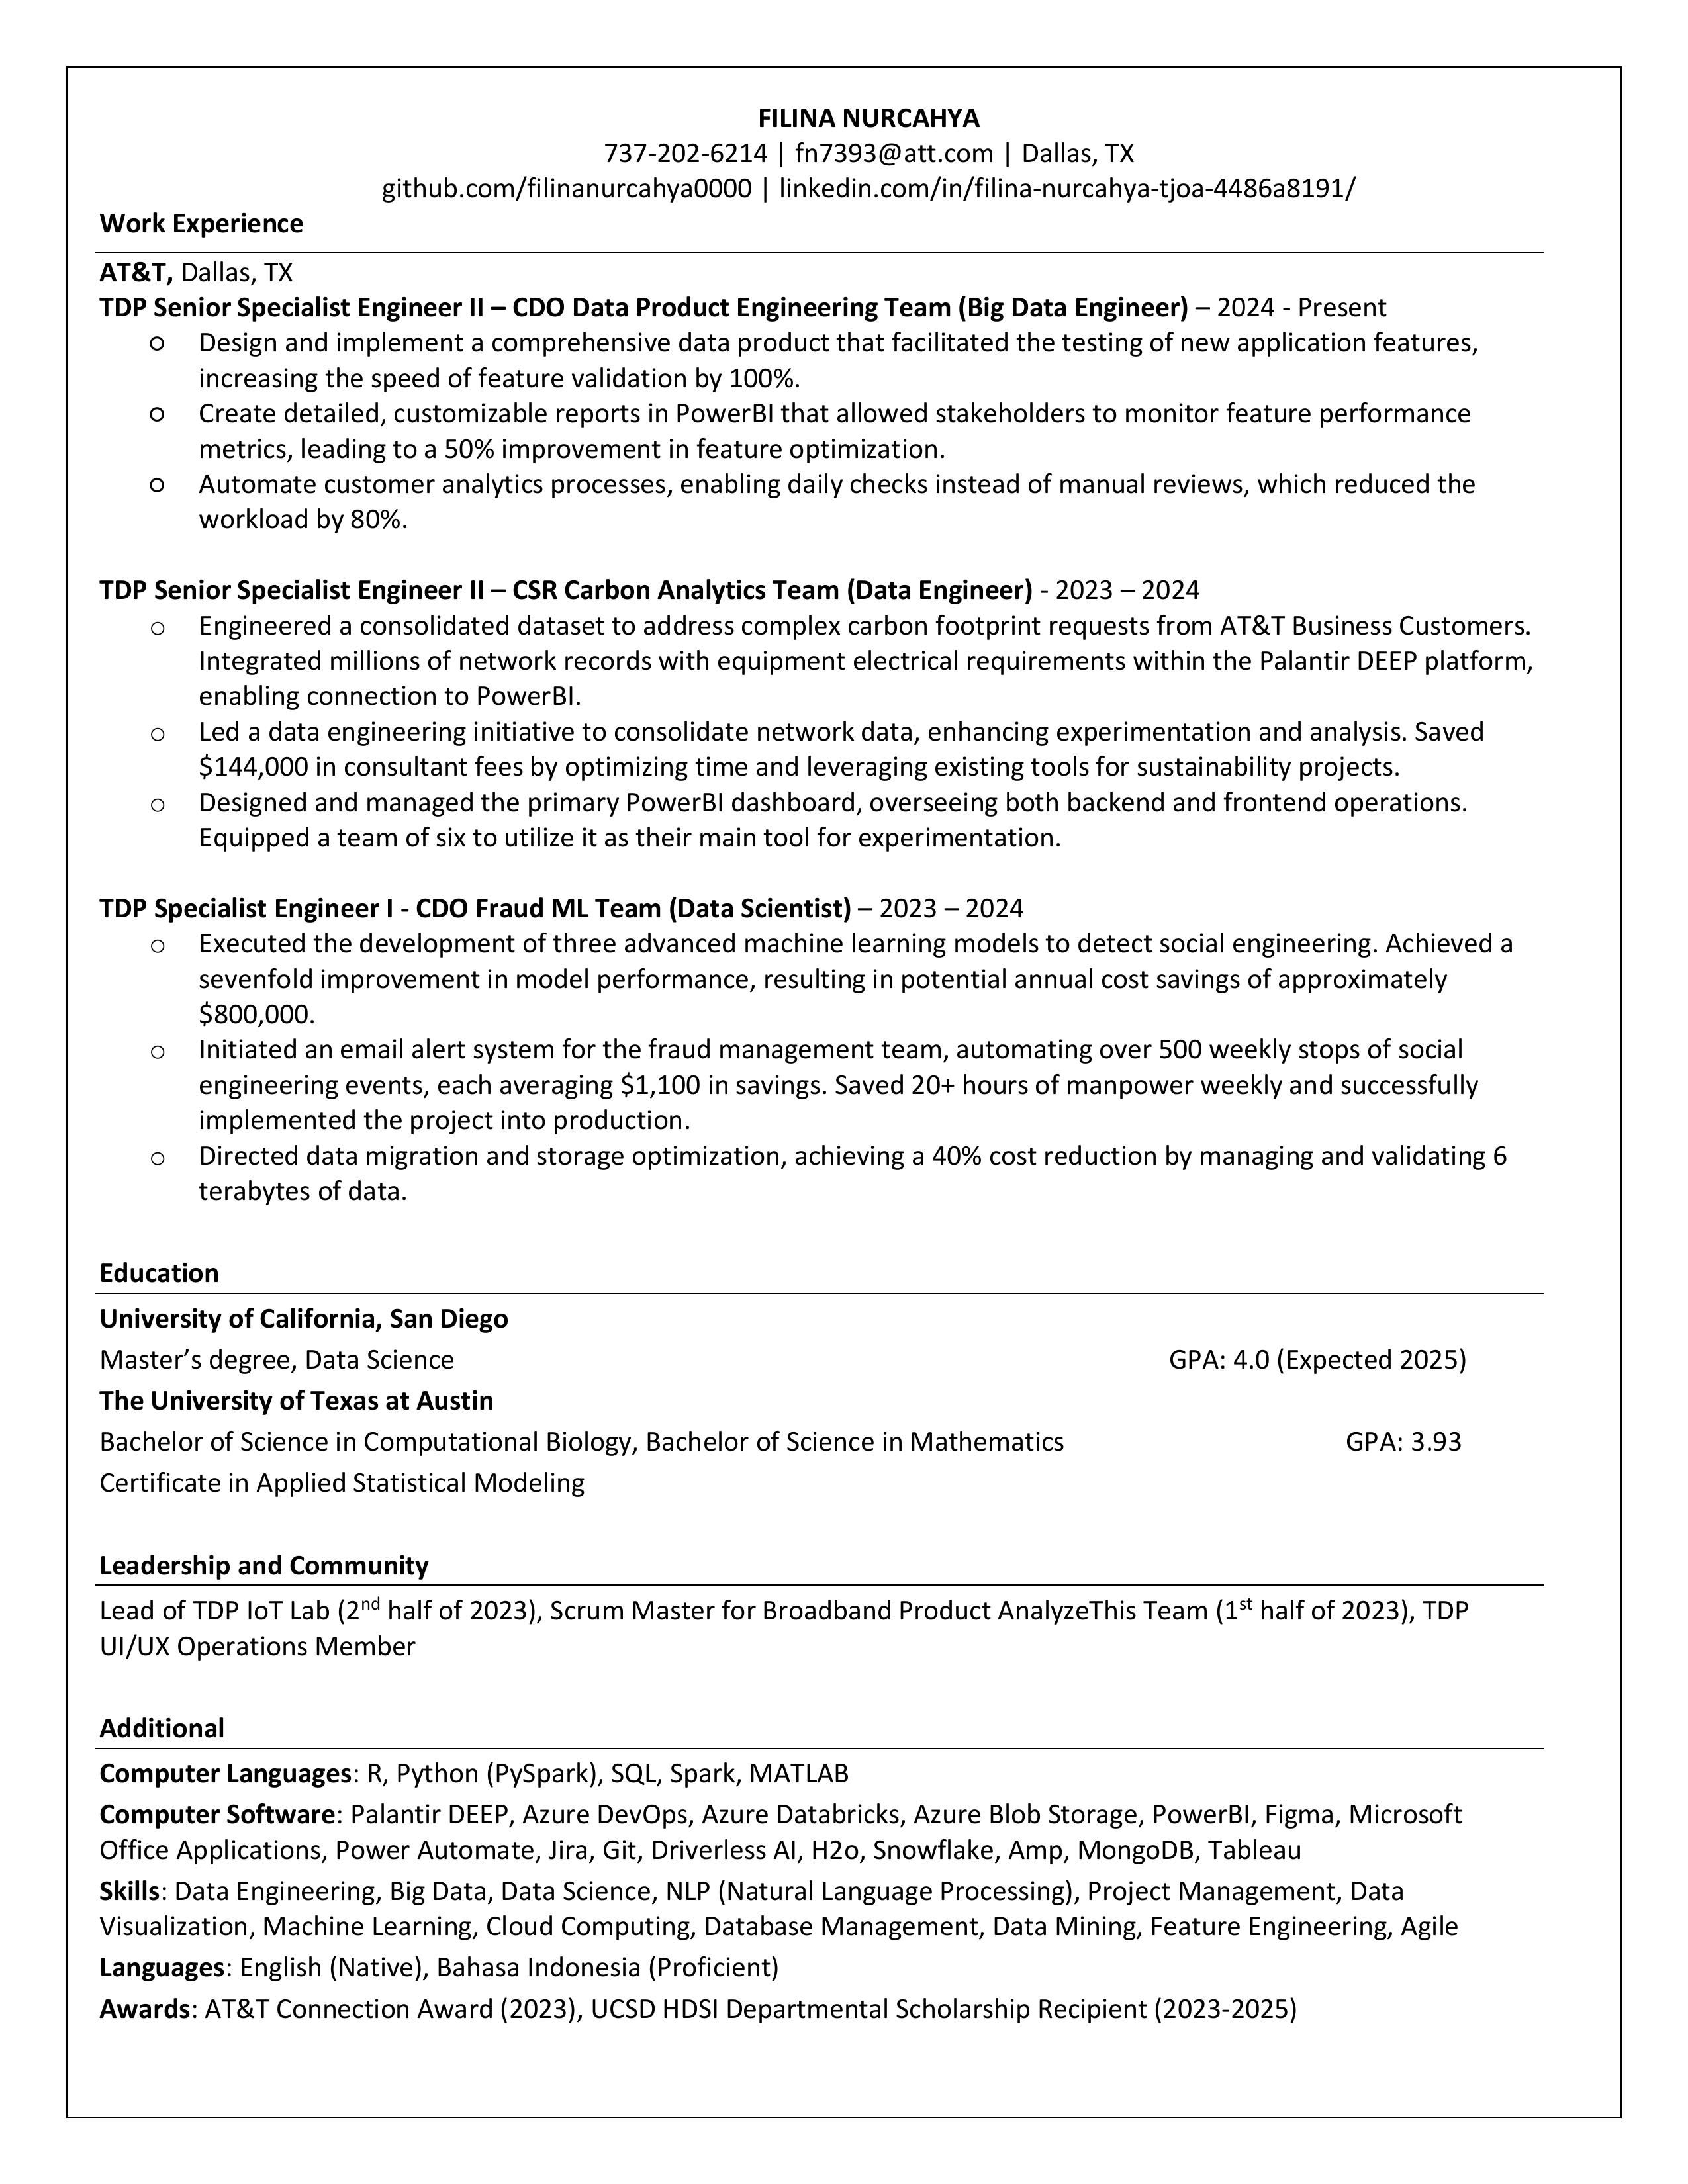 FILINA NURCAHYA
737-202-6214 | fn7393@att.com | Dallas, TX
github.com/filinanurcahya0000 | linkedin.com/in/filina-nurcahya-tjoa-4486a8191/
Work Experience
AT&T, Dallas, TX
TDP Senior Specialist Engineer II – CDO Data Product Engineering Team (Big Data Engineer) – 2024 - Present
○ Design and implement a comprehensive data product that facilitated the testing of new application features,
increasing the speed of feature validation by 100%.
○ Create detailed, customizable reports in PowerBI that allowed stakeholders to monitor feature performance
metrics, leading to a 50% improvement in feature optimization.
○ Automate customer analytics processes, enabling daily checks instead of manual reviews, which reduced the
workload by 80%.
TDP Senior Specialist Engineer II – CSR Carbon Analytics Team (Data Engineer) - 2023 – 2024
○ Engineered a consolidated dataset to address complex carbon footprint requests from AT&T Business Customers.
Integrated millions of network records with equipment electrical requirements within the Palantir DEEP platform,
enabling connection to PowerBI.
○ Led a data engineering initiative to consolidate network data, enhancing experimentation and analysis. Saved
$144,000 in consultant fees by optimizing time and leveraging existing tools for sustainability projects.
○ Designed and managed the primary PowerBI dashboard, overseeing both backend and frontend operations.
Equipped a team of six to utilize it as their main tool for experimentation.
TDP Specialist Engineer I - CDO Fraud ML Team (Data Scientist) – 2023 – 2024
○ Executed the development of three advanced machine learning models to detect social engineering. Achieved a
sevenfold improvement in model performance, resulting in potential annual cost savings of approximately
$800,000.
○ Initiated an email alert system for the fraud management team, automating over 500 weekly stops of social
engineering events, each averaging $1,100 in savings. Saved 20+ hours of manpower weekly and successfully
implemented the project into production.
○ Directed data migration and storage optimization, achieving a 40% cost reduction by managing and validating 6
terabytes of data.
Education
University of California, San Diego
Master’s degree, Data Science GPA: 4.0 (Expected 2025)
The University of Texas at Austin
Bachelor of Science in Computational Biology, Bachelor of Science in Mathematics GPA: 3.93
Certificate in Applied Statistical Modeling
Leadership and Community
Lead of TDP IoT Lab (2nd half of 2023), Scrum Master for Broadband Product AnalyzeThis Team (1st half of 2023), TDP
UI/UX Operations Member
Additional
Computer Languages: R, Python (PySpark), SQL, Spark, MATLAB
Computer Software: Palantir DEEP, Azure DevOps, Azure Databricks, Azure Blob Storage, PowerBI, Figma, Microsoft
Office Applications, Power Automate, Jira, Git, Driverless AI, H2o, Snowflake, Amp, MongoDB, Tableau
Skills: Data Engineering, Big Data, Data Science, NLP (Natural Language Processing), Project Management, Data
Visualization, Machine Learning, Cloud Computing, Database Management, Data Mining, Feature Engineering, Agile
Languages: English (Native), Bahasa Indonesia (Proficient)
Awards: AT&T Connection Award (2023), UCSD HDSI Departmental Scholarship Recipient (2023-2025)